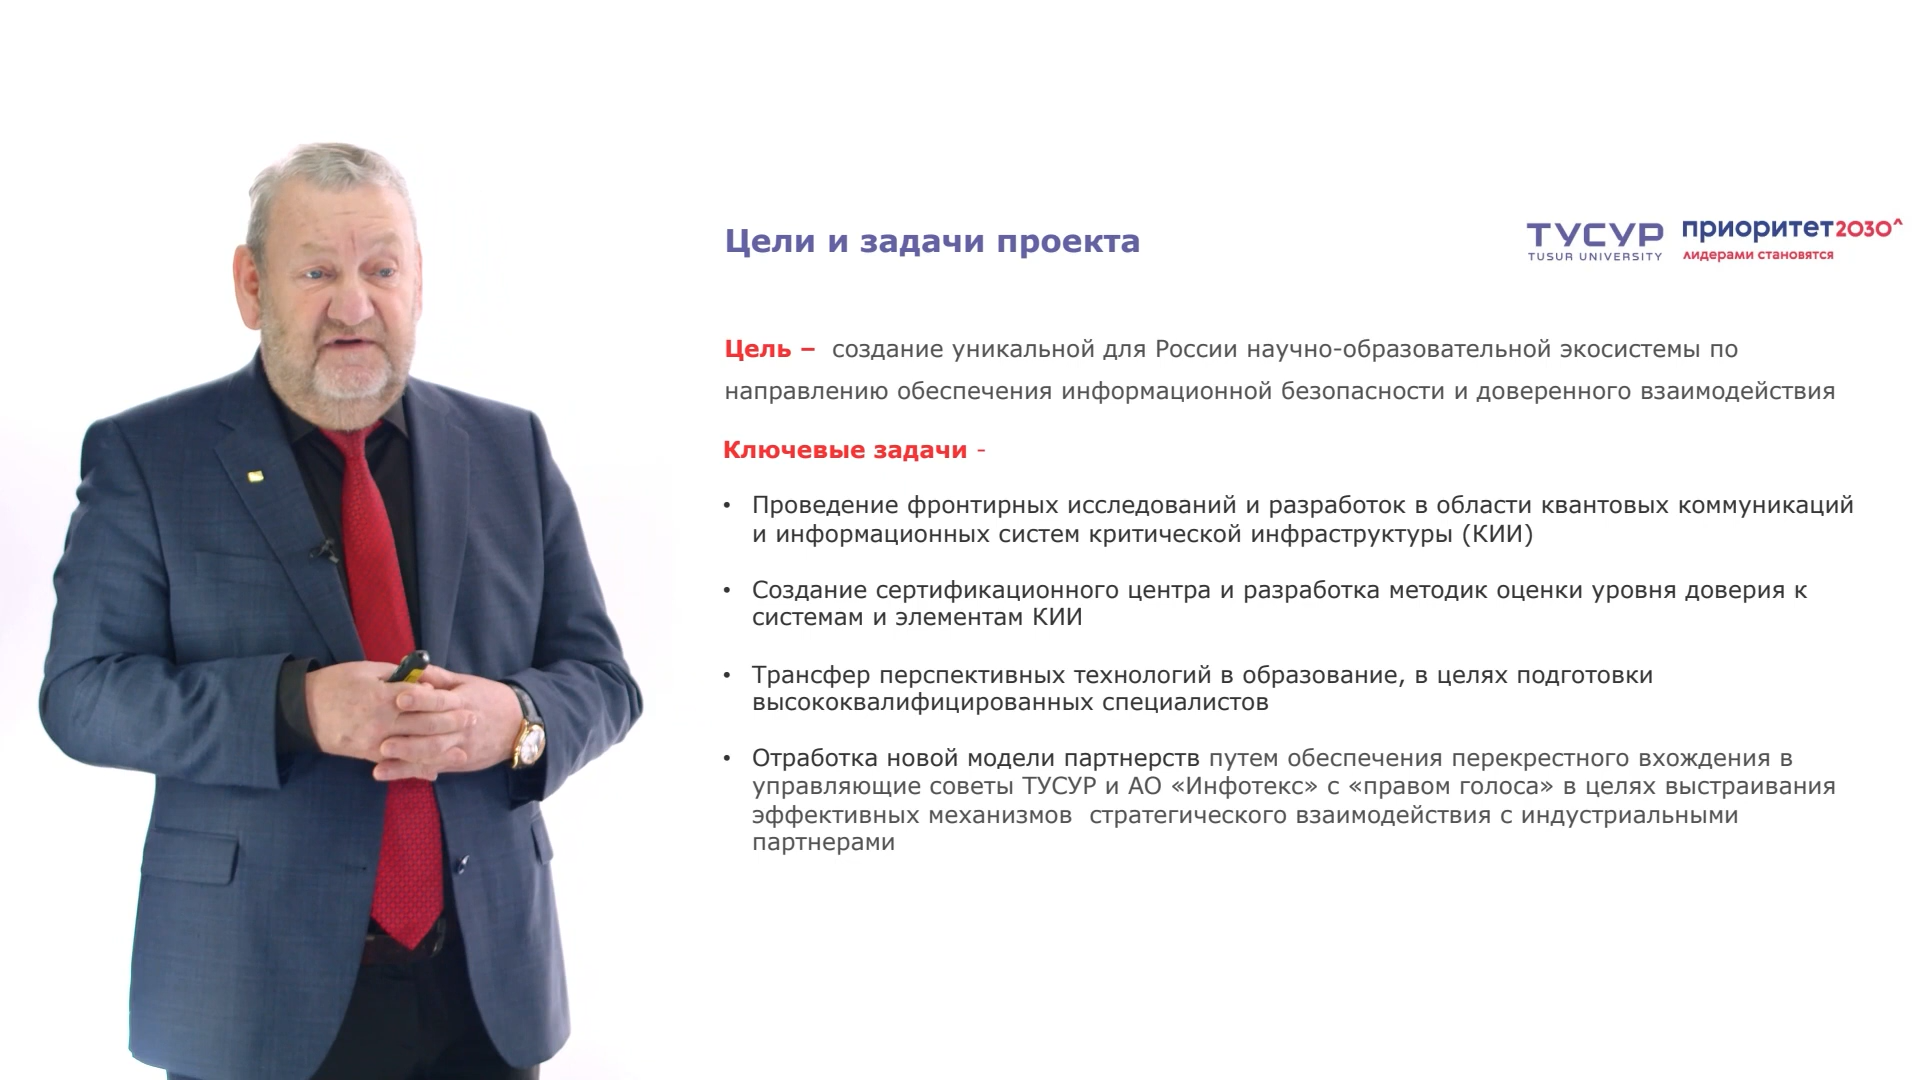 Цели и задачи проекта
ТУСУР
TUSUR UNIVERSITY
приоритет2030^
лидерами становятся
Цель – создание уникальной для России научно-образовательной экосистемы по
направлению обеспечения информационной безопасности и доверенного взаимодействия
Ключевые задачи -
• Проведение фронтирных исследований и разработок в области квантовых коммуникаций
и информационных систем критической инфраструктуры (КИИ)
• Создание сертификационного центра и разработка методик оценки уровня доверия к
системам и элементам КИИ
• Трансфер перспективных технологий в образование, в целях подготовки
высококвалифицированных специалистов
• Отработка новой модели партнерств путем обеспечения перекрестного вхождения в
управляющие советы ТУСУР и АО «Инфотекс» с «правом голоса» в целях выстраивания
эффективных механизмов стратегического взаимодействия с индустриальными
партнерами